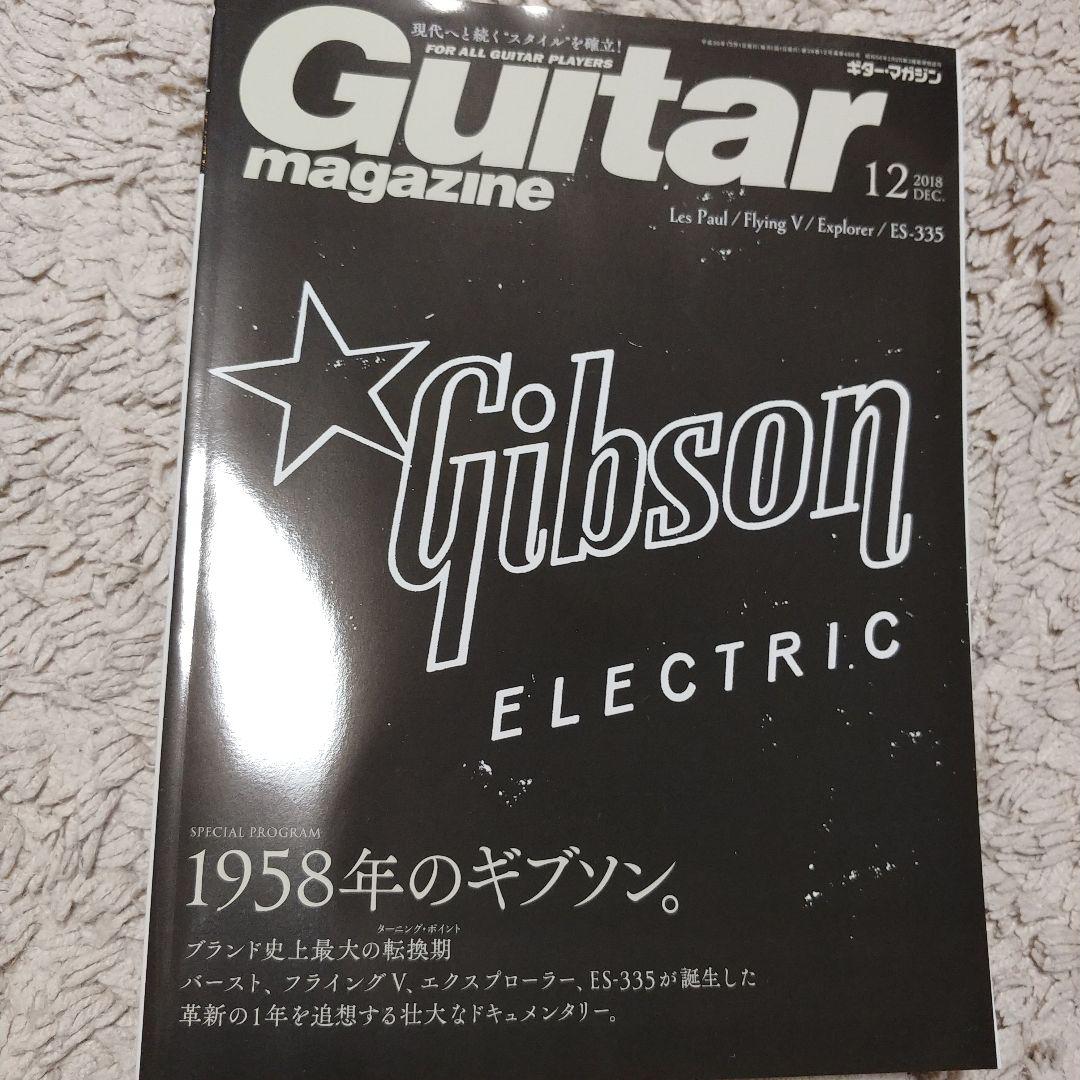 現代へと続く“スタイル”を確立!
FOR ALL GUITAR PLAYERS
ギター・マガジン
Guitar
magazine
12 2018 DEC.
Les Paul / Flying V / Explorer / ES-335
Gibson
ELECTRIC
SPECIAL PROGRAM
1958年のギブソン。
ターニング・ポイント
ブランド史上最大の転換期
バースト、フライングV、エクスプローラー、ES-335が誕生した
革新の1年を追想する壮大なドキュメンタリー。